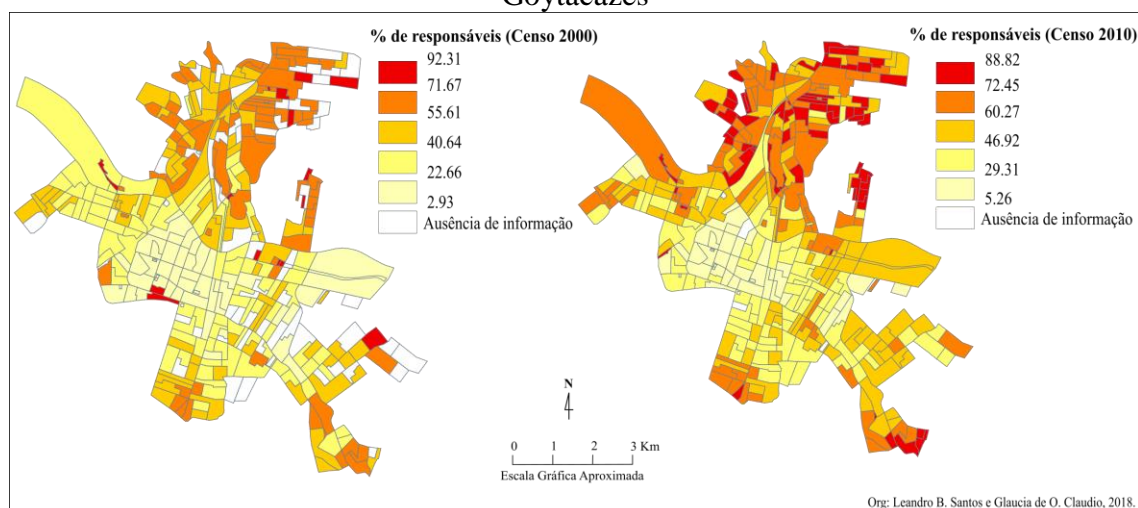 Goytacazes
% de responsáveis (Censo 2000)
92.31
71.67
55.61
40.64
22.66
2.93
Ausência de informação
% de responsáveis (Censo 2010)
88.82
72.45
60.27
46.92
29.31
5.26
Ausência de informação
N
0 1 2 3 Km
Escala Gráfica Aproximada
Org: Leandro B. Santos e Glaucia de O. Claudio, 2018.